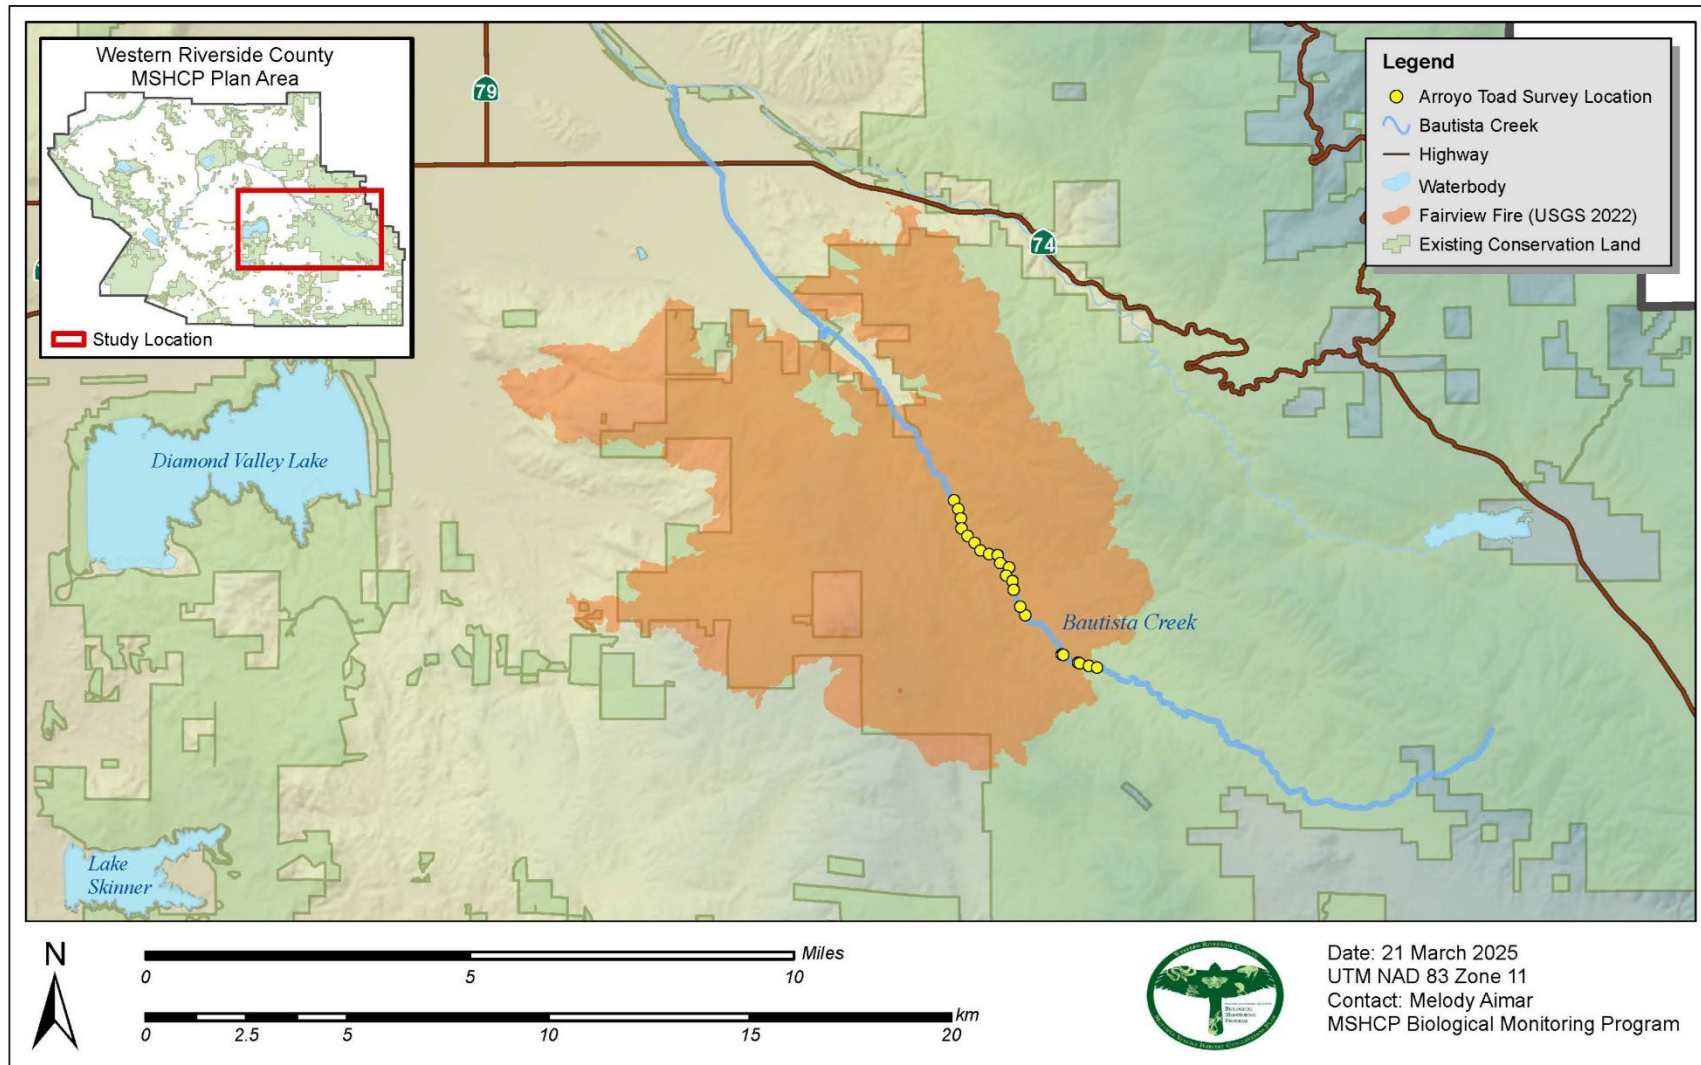 Western Riverside County
MSHCP Plan Area
Study Location
79
74
Legend
Arroyo Toad Survey Location
Bautista Creek
Highway
Waterbody
Fairview Fire (USGS 2022)
Existing Conservation Land
Diamond Valley Lake
Bautista Creek
Lake
Skinner
N
Miles
0 5 10
km
0 2.5 5 10 15 20
BIOLOGICAL
MONITORING
PROGRAM
Date: 21 March 2025
UTM NAD 83 Zone 11
Contact: Melody Aimar
MSHCP Biological Monitoring Program